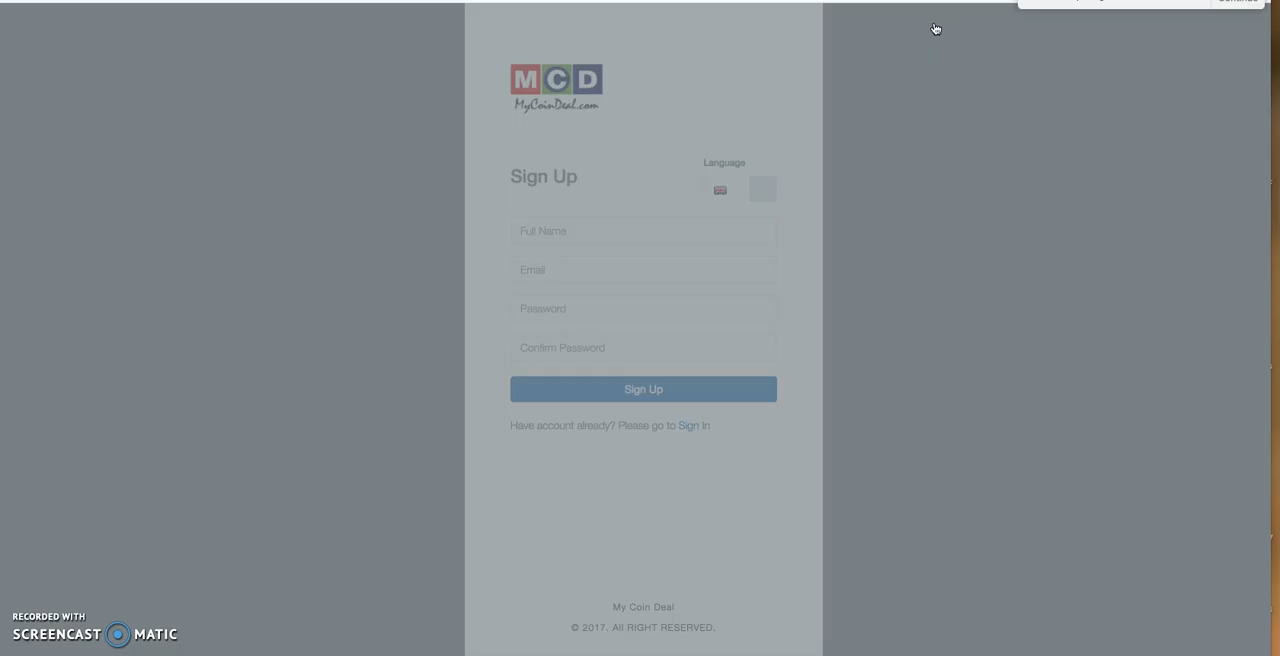 MCD
MyCoinDeal.com
Language
Sign Up
Full Name
Email
Password
Confirm Password
Sign Up
Have account already? Please go to Sign In
My Coin Deal
© 2017. All RIGHT RESERVED.
RECORDED WITH
SCREENCAST MATIC